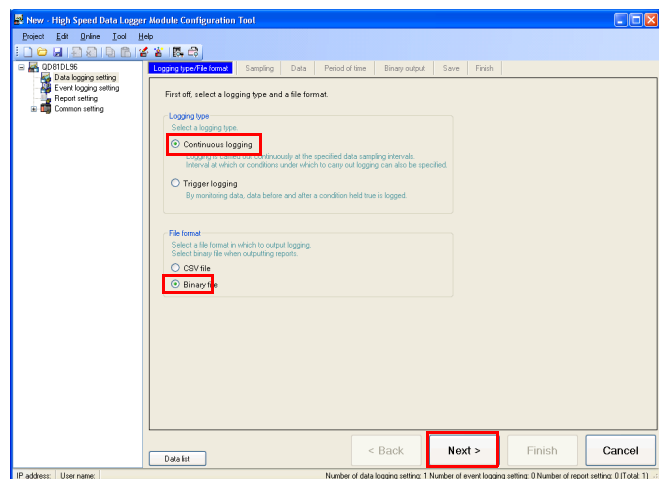 New - High Speed Data Logger Module Configuration Tool
Project Edit Online Tool Help
QD81DL96
Data logging setting
Event logging setting
Report setting
Common setting
Logging type/File format Sampling Data Period of time Binary output Save Finish
First off, select a logging type and a file format.
Logging type
Select a logging type.
Continuous logging
Logging is carried out continuously at the specified data sampling intervals.
Interval at which or conditions under which to carry out logging can also be specified.
Trigger logging
By monitoring data, data before and after a condition held true is logged.
File format
Select a file format in which to output logging.
Select binary file when outputting reports.
CSV file
Binary file
Data list
< Back Next > Finish Cancel
IP address: User name: Number of data logging setting: 1 Number of event logging setting: 0 Number of report setting: 0 (Total: 1)